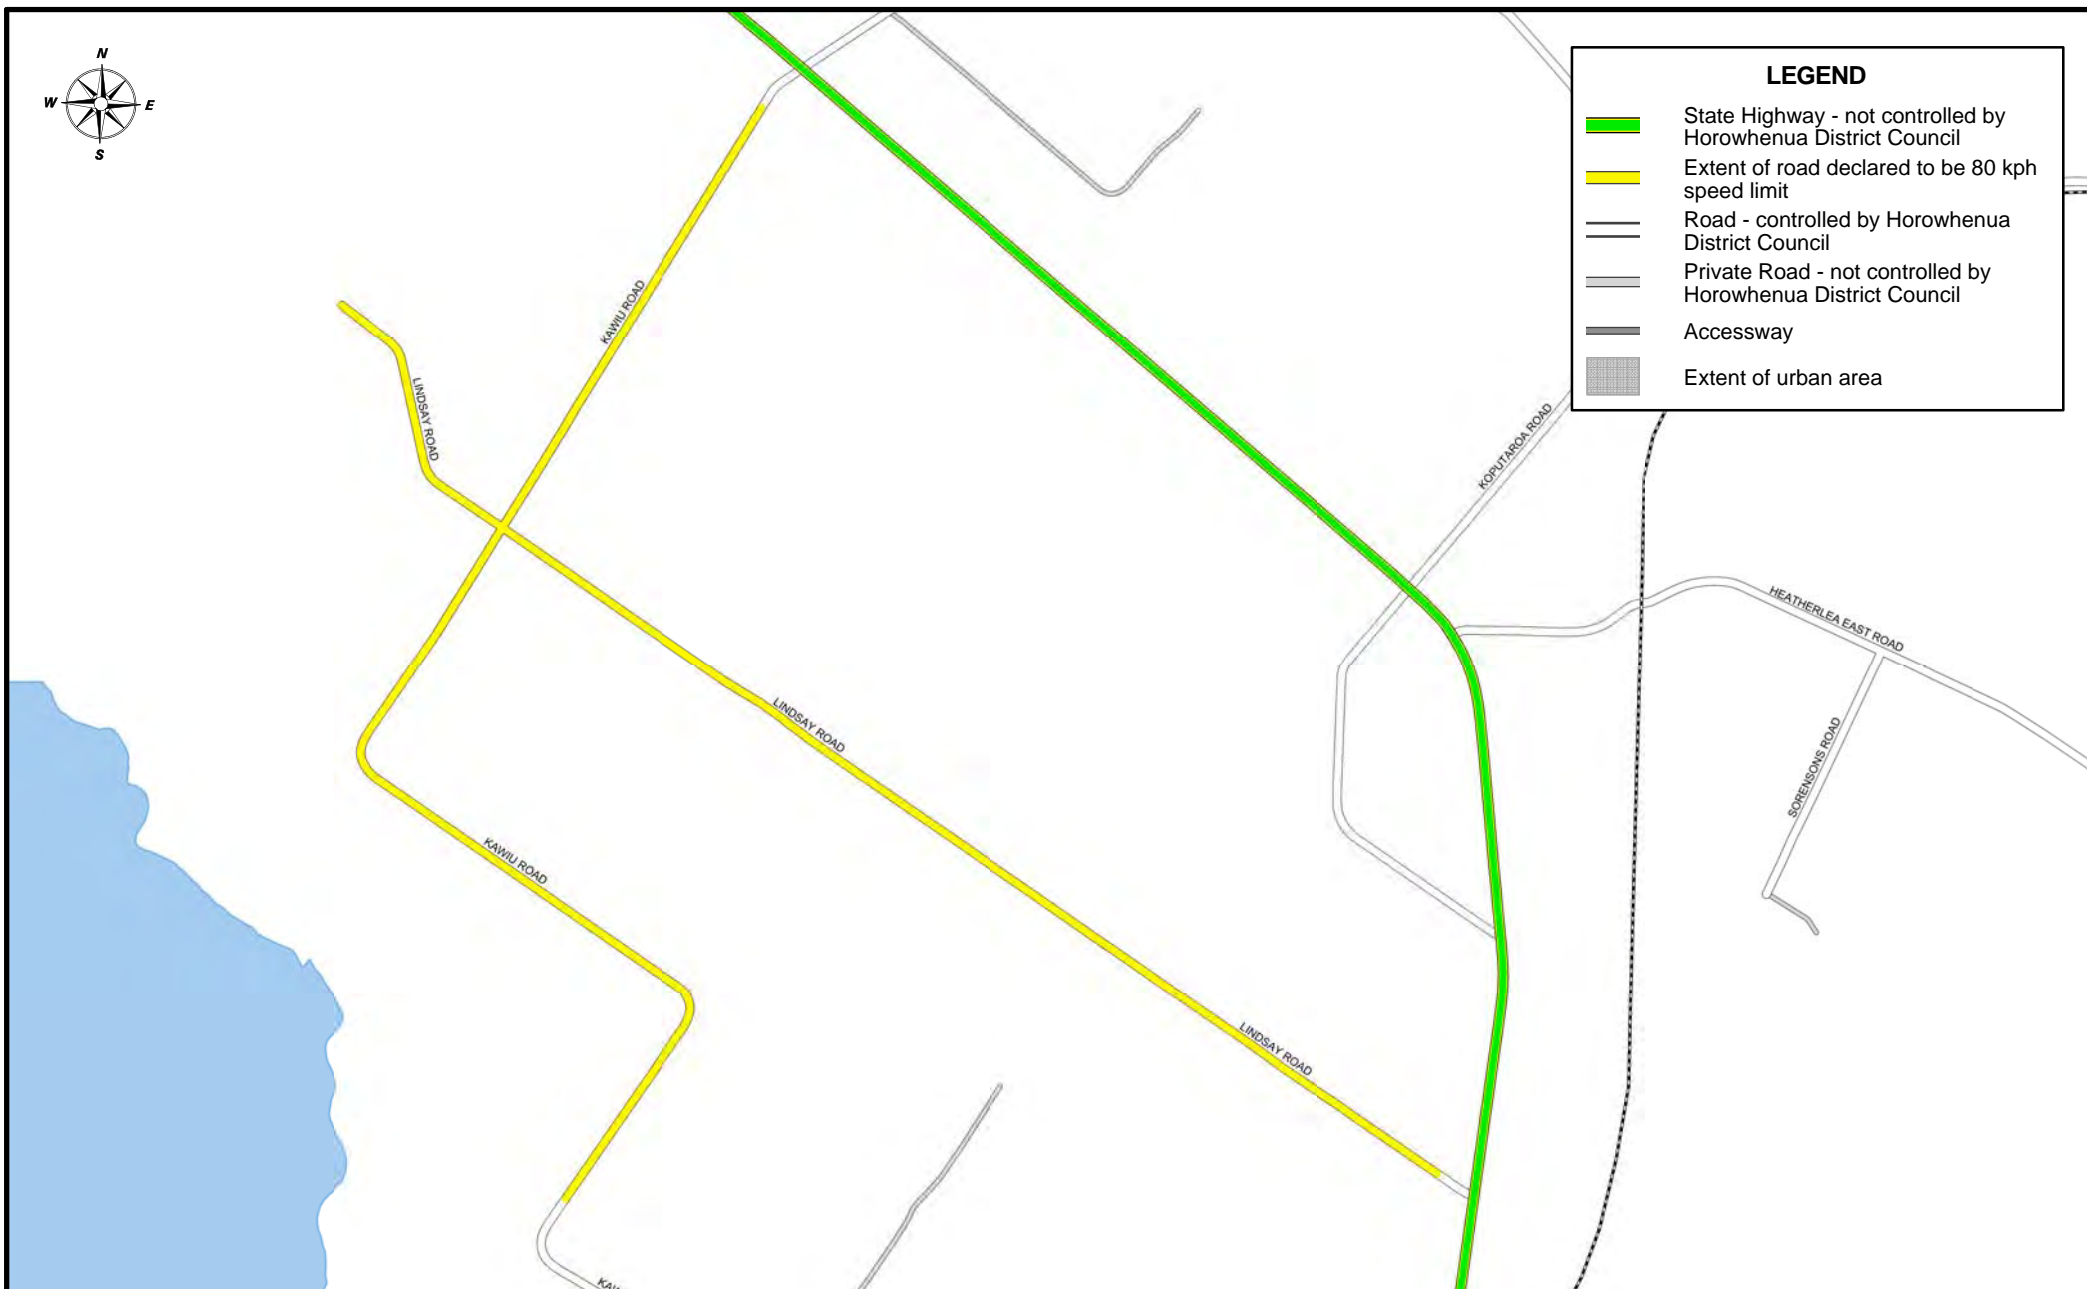 N
W
E
S
LEGEND
State Highway - not controlled by
Horowhenua District Council
Extent of road declared to be 80 kph
speed limit
Road - controlled by Horowhenua
District Council
Private Road - not controlled by
Horowhenua District Council
Accessway
Extent of urban area
KAWIU ROAD
LINDSAY ROAD
KOPUTAROA ROAD
HEATHERLEA EAST ROAD
LINDSAY ROAD
SORENSONS ROAD
KAWIU ROAD
LINDSAY ROAD